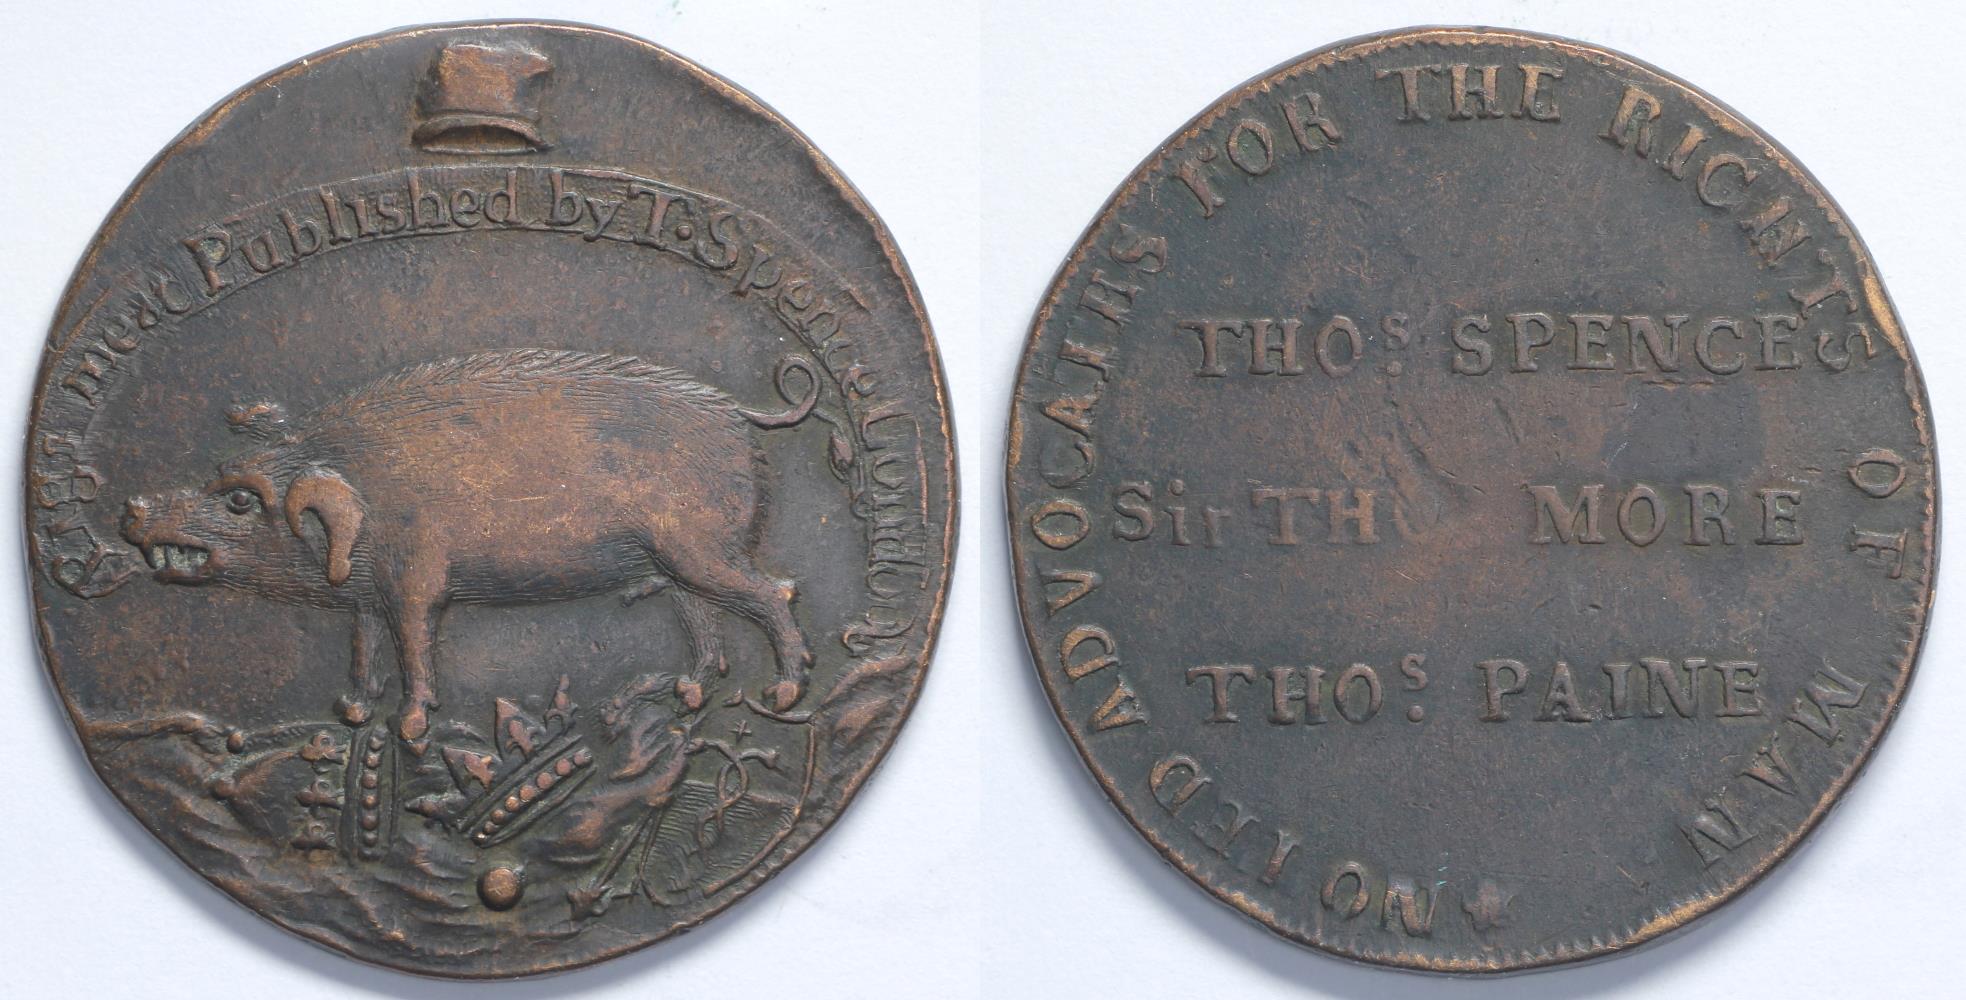 Pigs meat Published by T. Spence London
NOTED ADVOCATES FOR THE RIGHTS OF MAN
THOS. SPENCE
Sir THOS MORE
THOS. PAINE